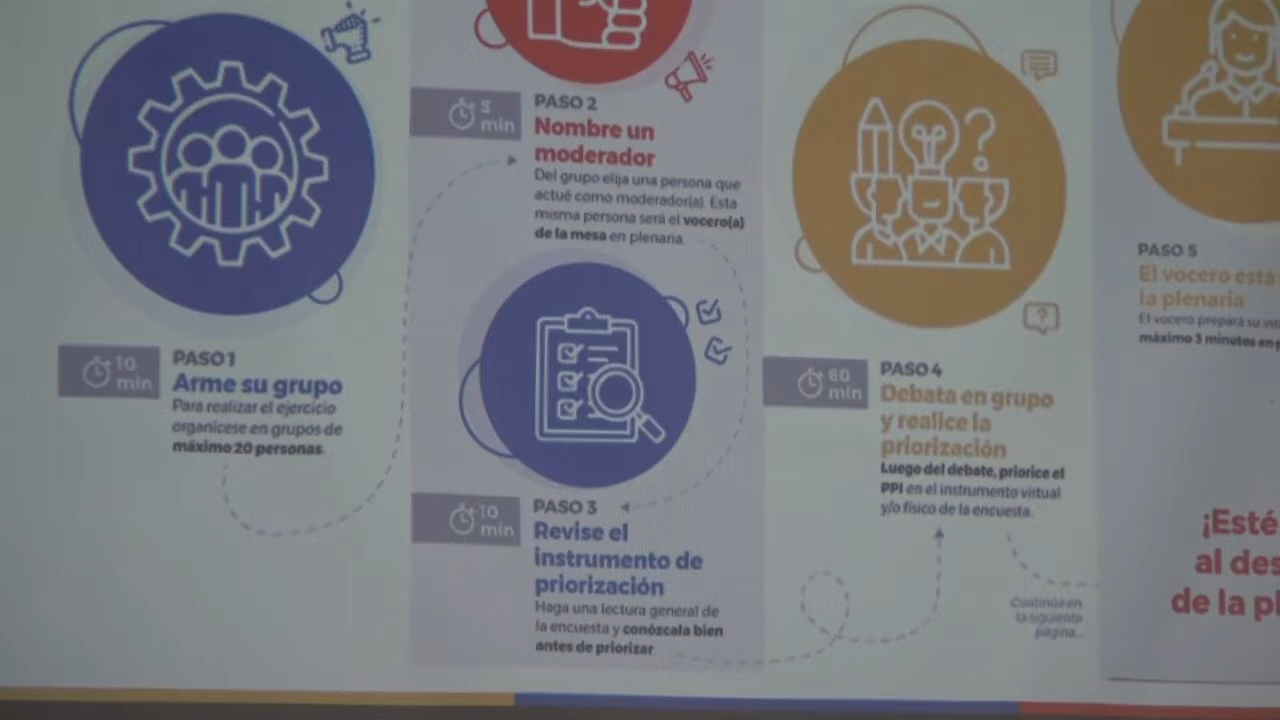 10
min
PASO 1
Arme su grupo
Para realizar el ejercicio
organícese en grupos de
máximo 20 personas.
min
PASO 2
Nombre un
moderador
Del grupo elija una persona que
actué como moderador(a). Esta
misma persona será el vocero(a)
de la mesa en plenaria.
10
min
PASO 3
Revise el
instrumento de
priorización
Haga una lectura general de
la encuesta y conózcala bien
antes de priorizar
60
min
PASO 4
Debata en grupo
y realice la
priorización
Luego del debate, priorice el
PPI en el instrumento virtual
y/o físico de la encuesta.
Continúa en
la siguiente
página...
PASO 5
El vocero está
la plenaria
El vocero prepara su
máximo 3 minutos en
¡Esté
al des
de la pl